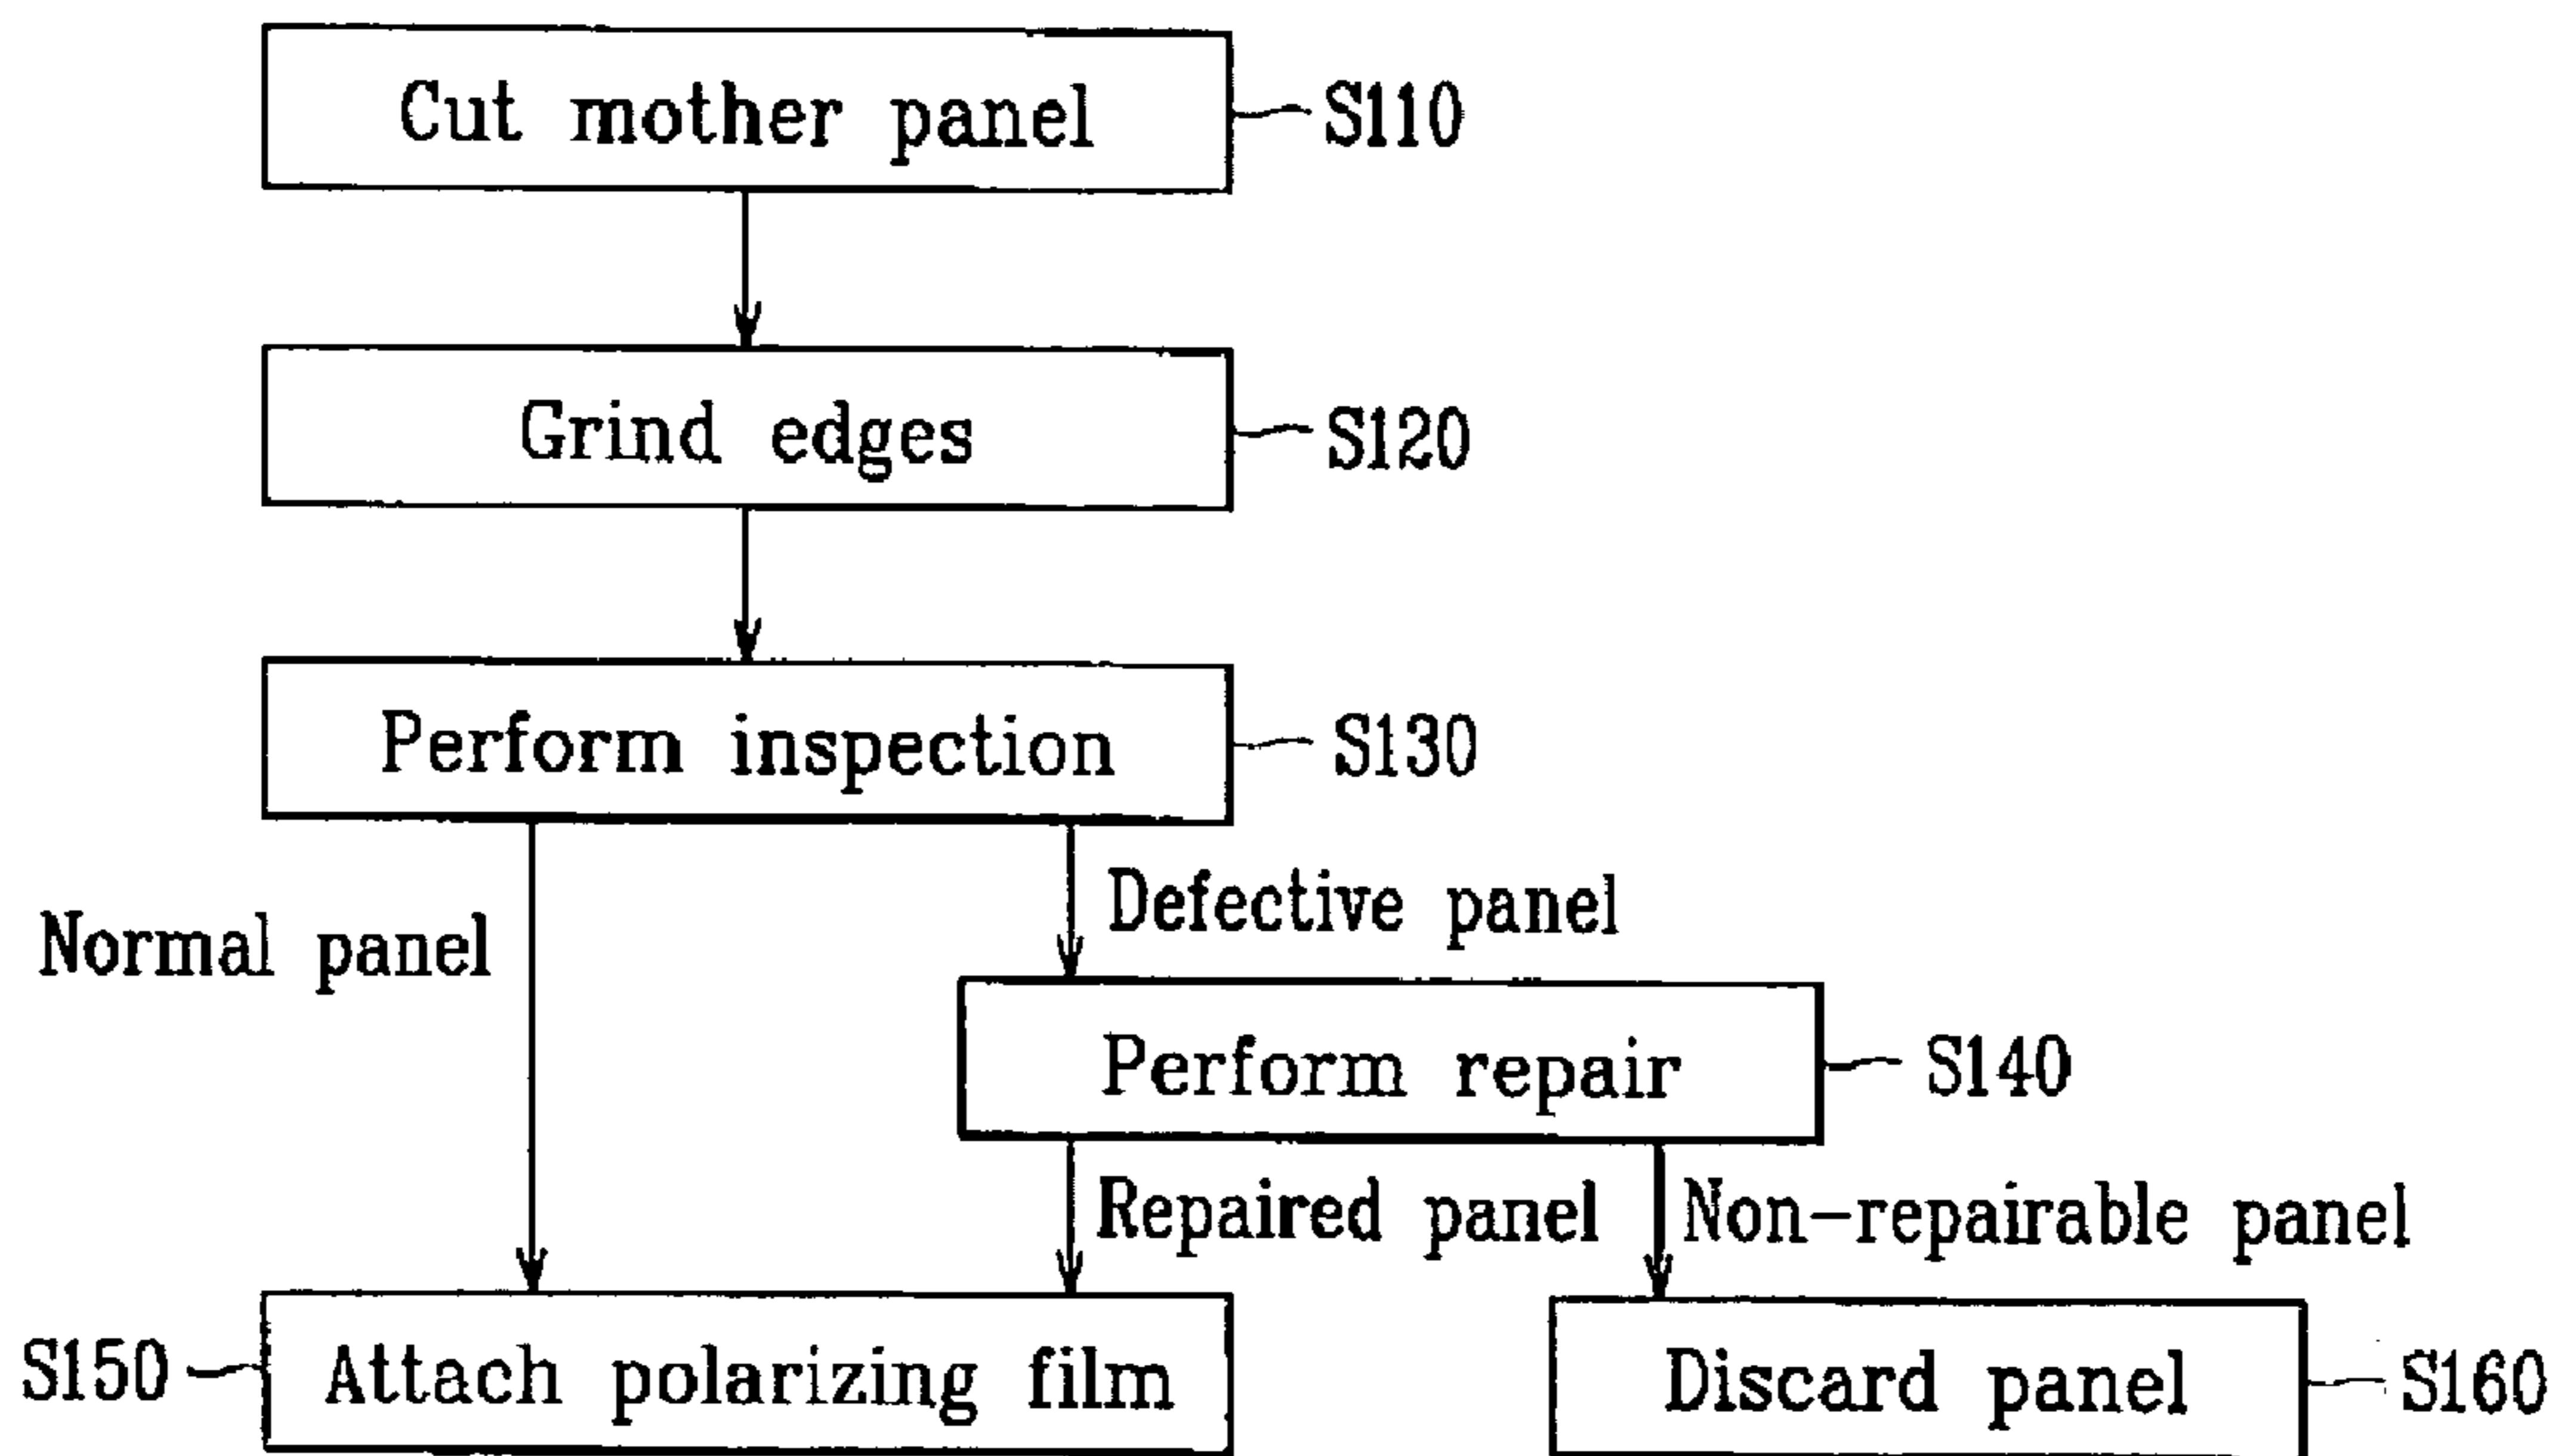 Cut mother panel S110
Grind edges S120
Perform inspection S130
Defective panel
Normal panel
Perform repair S140
Repaired panel Non-repairable panel
S150 Attach polarizing film Discard panel S160